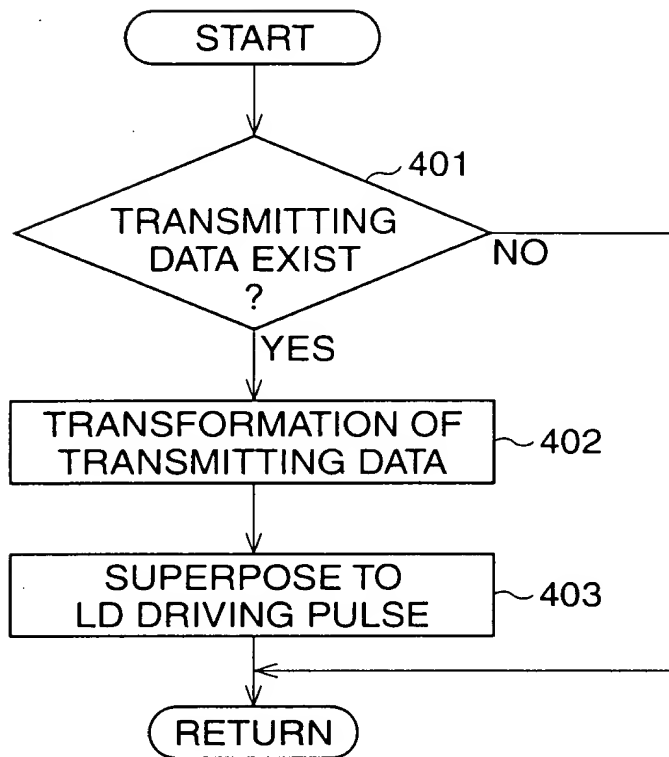 START
401
TRANSMITTING
DATA EXIST
?
NO
YES
TRANSFORMATION OF
TRANSMITTING DATA
402
SUPERPOSE TO
LD DRIVING PULSE
403
RETURN